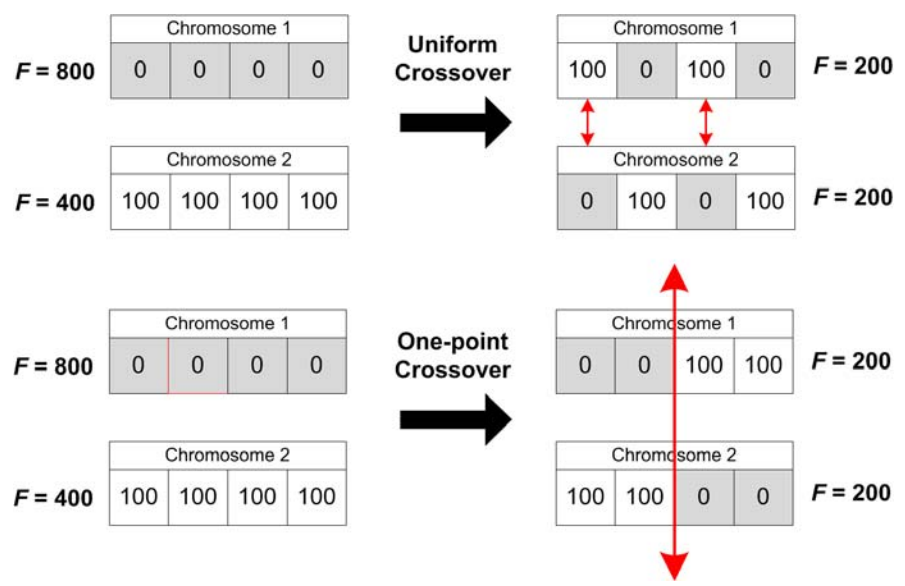 Chromosome 1
F = 800 0 0 0 0
Chromosome 2
F = 400 100 100 100 100
Uniform
Crossover
Chromosome 1
100 0 100 0 F = 200
Chromosome 2
0 100 0 100 F = 200
Chromosome 1
F = 800 0 0 0 0
Chromosome 2
F = 400 100 100 100 100
One-point
Crossover
Chromosome 1
0 0 100 100 F = 200
Chromosome 2
100 100 0 0 F = 200